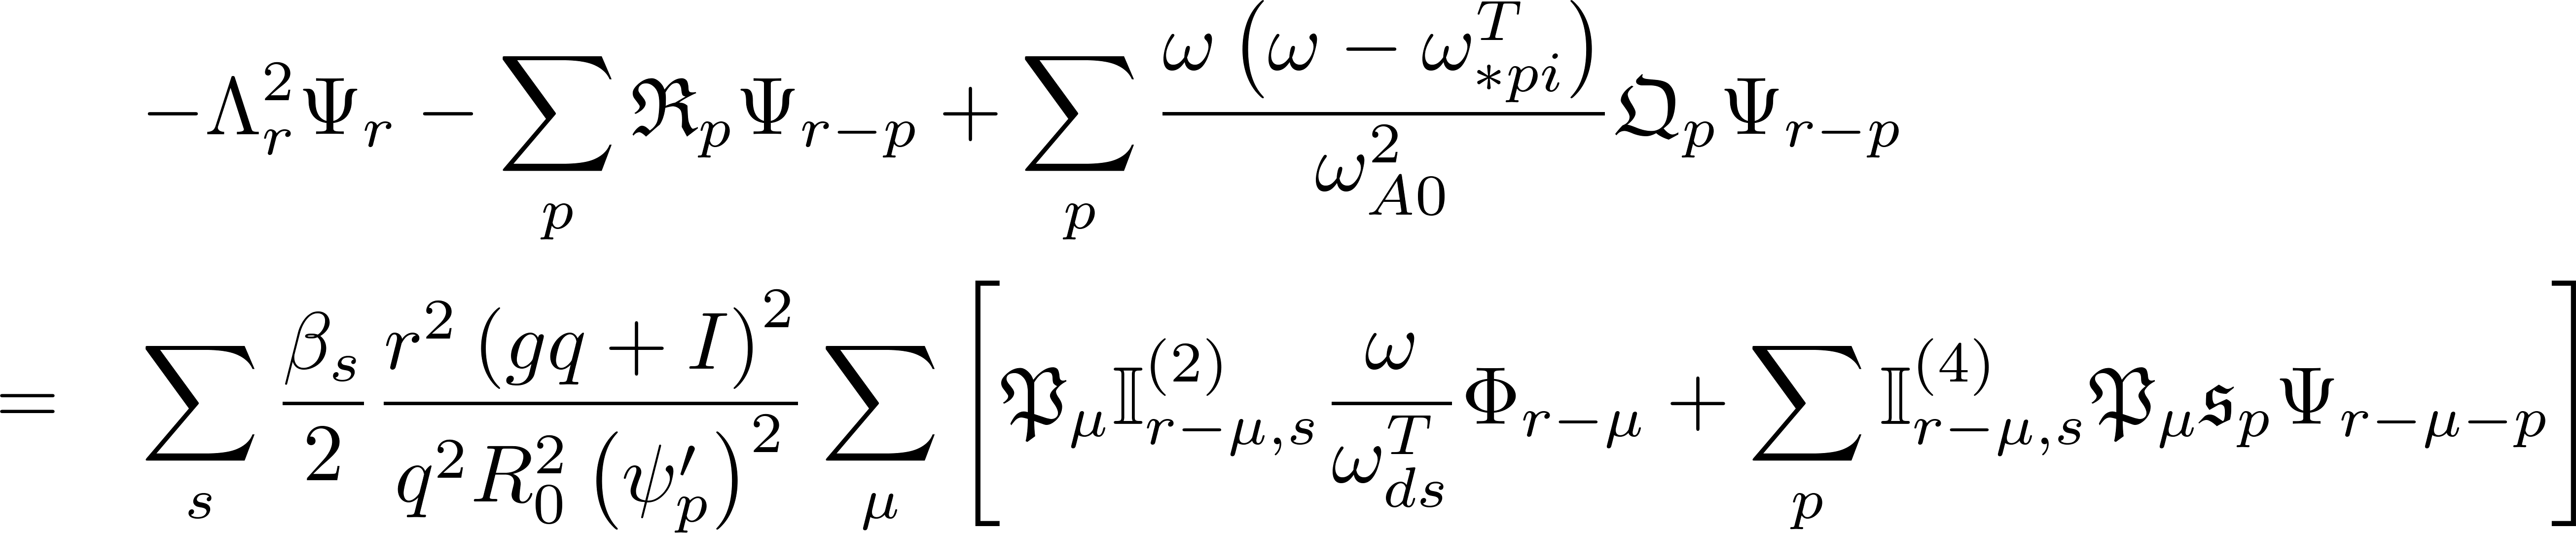 -\Lambda_r^2 \Psi_r - \sum_p \mathfrak{R}_p \Psi_{r-p} + \sum_p \frac{\omega \left( \omega - \omega_{*pi}^T \right)}{\omega_{A0}^2} \mathfrak{Q}_p \Psi_{r-p}
= \sum_s \frac{\beta_s}{2} \frac{r^2 \left( gq + I \right)^2}{q^2 R_0^2 \left( \psi_p' \right)^2} \sum_\mu \left[ \mathfrak{P}_\mu \mathbb{I}_{r-\mu,s}^{(2)} \frac{\omega}{\omega_{ds}^T} \Phi_{r-\mu} + \sum_p \mathbb{I}_{r-\mu,s}^{(4)} \mathfrak{P}_\mu \mathfrak{s}_p \Psi_{r-\mu-p} \right]